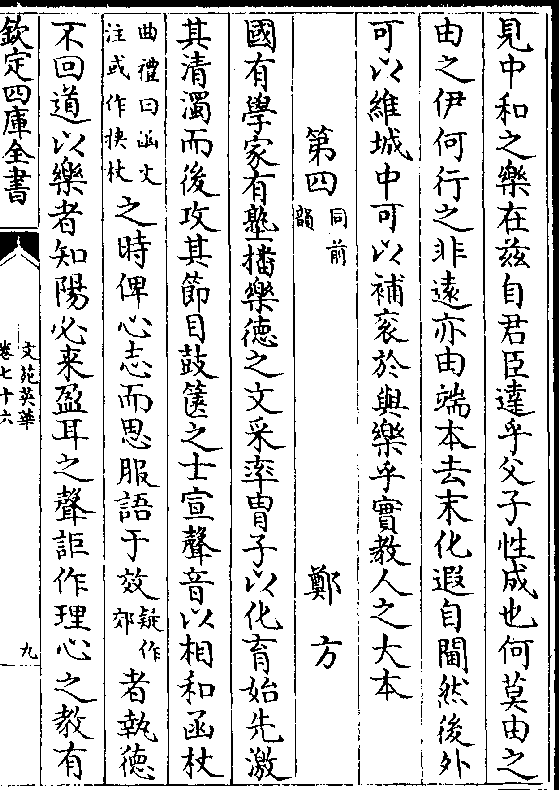 見中和之樂在兹自君臣達乎父子性成也何莫由之
由之伊何行之非遠亦由端本去末化遐自閫然後外
可以維城中可以補衮於與樂乎實教人之大本
第四同前韻 鄭方
國有學家有塾播樂徳之文采率胄子以化育始先激
其清濁而後攻其節目鼓篋之士宣聲音以相和函杖
曲禮曰函丈注或作挾杖之時俾心志而思服語于效疑作郊者執徳
不回道以樂者知陽必来盈耳之聲詎作理心之教有
欽定四庫全書
文苑英華
卷七十六
九